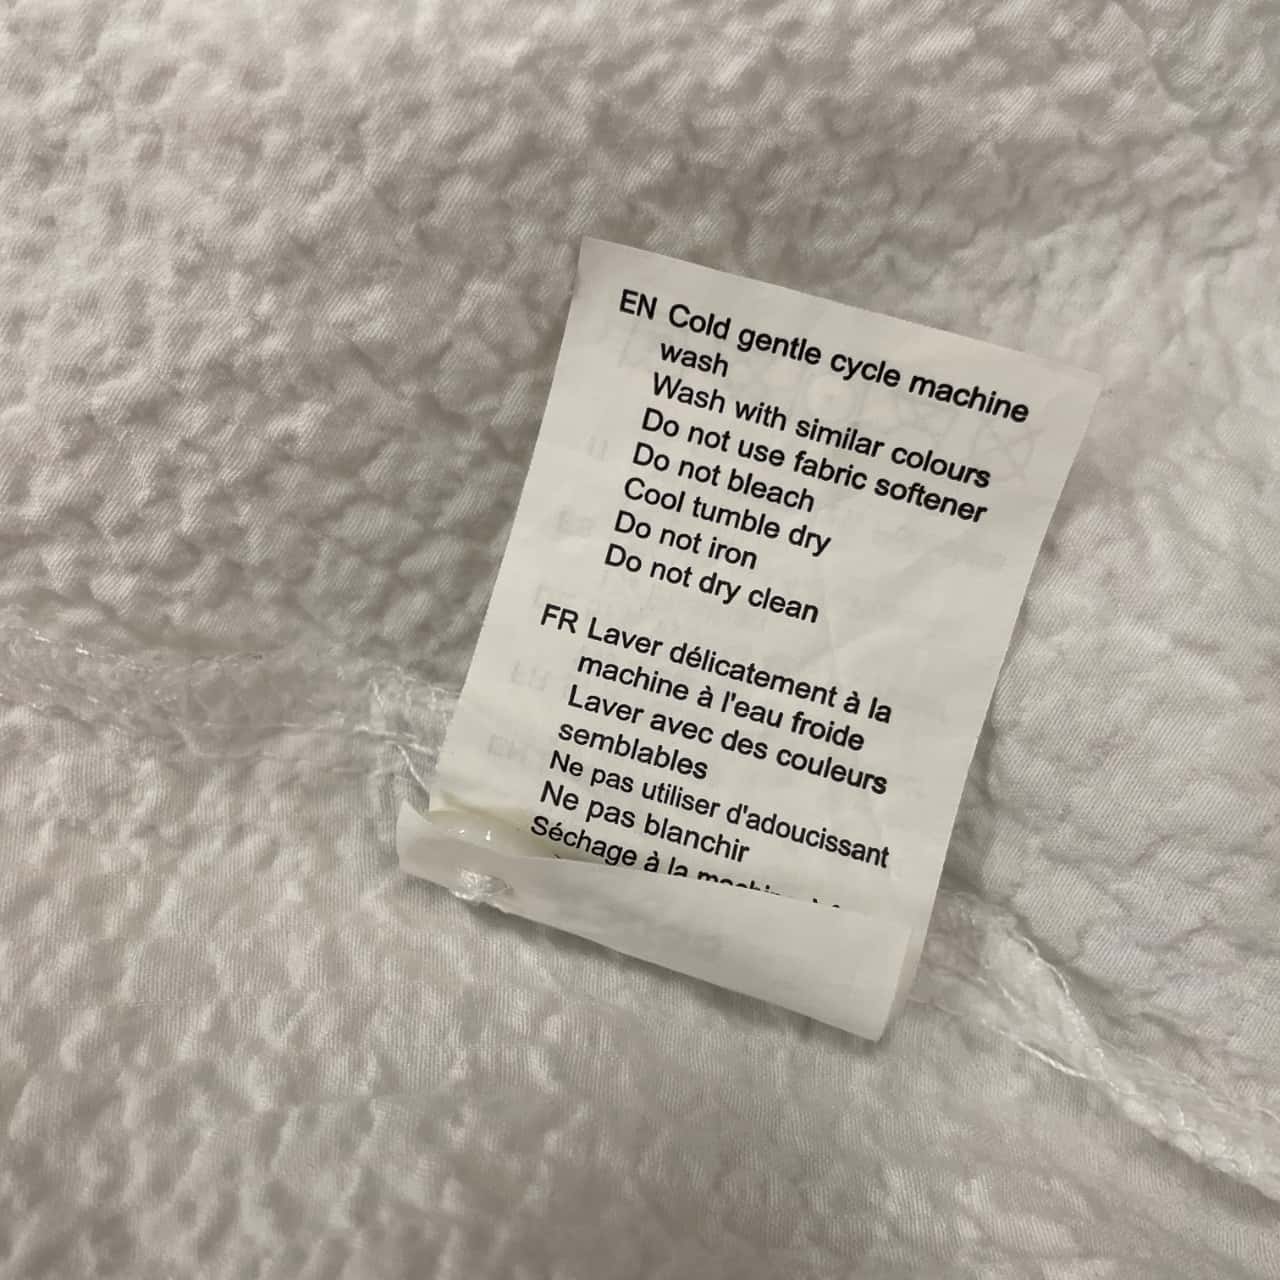 EN Cold gentle cycle machine
wash
Wash with similar colours
Do not use fabric softener
Do not bleach
Cool tumble dry
Do not iron
Do not dry clean
FR Laver délicatement à la
machine à l'eau froide
Laver avec des couleurs
semblables
Ne pas utiliser d'adoucissant
Ne pas blanchir
Séchage à la